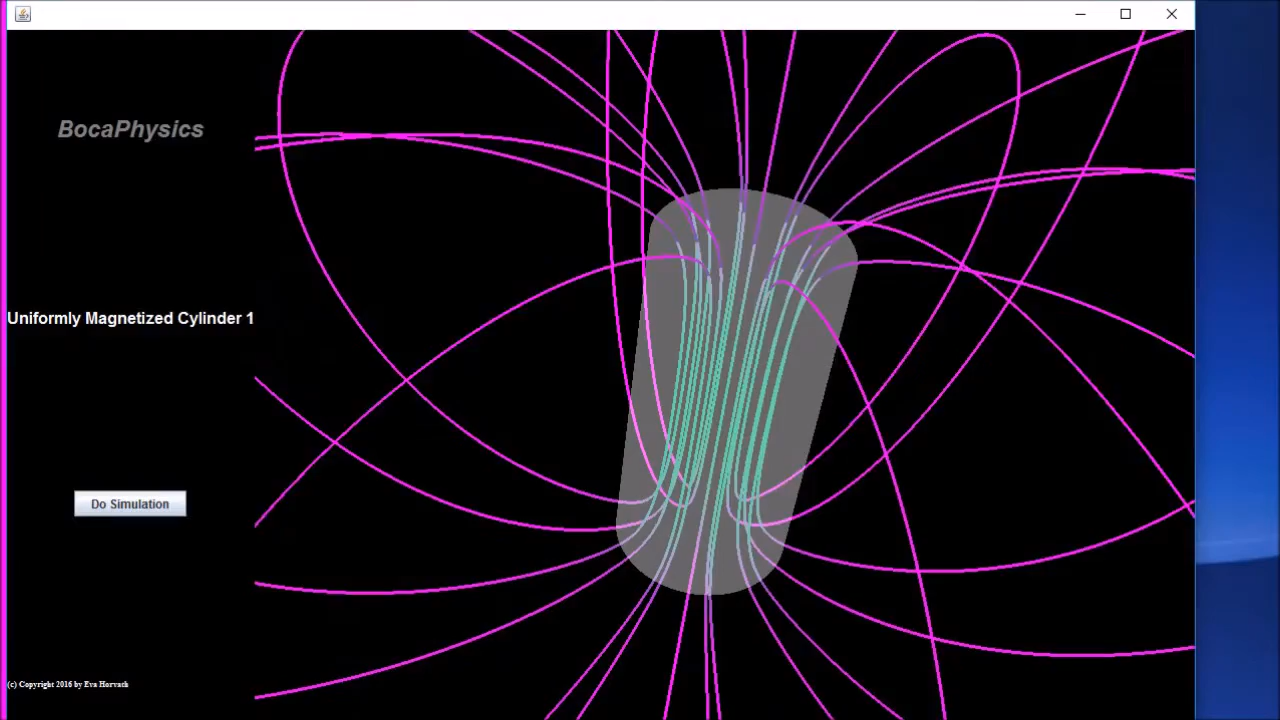 BocaPhysics
Uniformly Magnetized Cylinder 1
Do Simulation
(c) Copyright 2016 by Eva Horvath